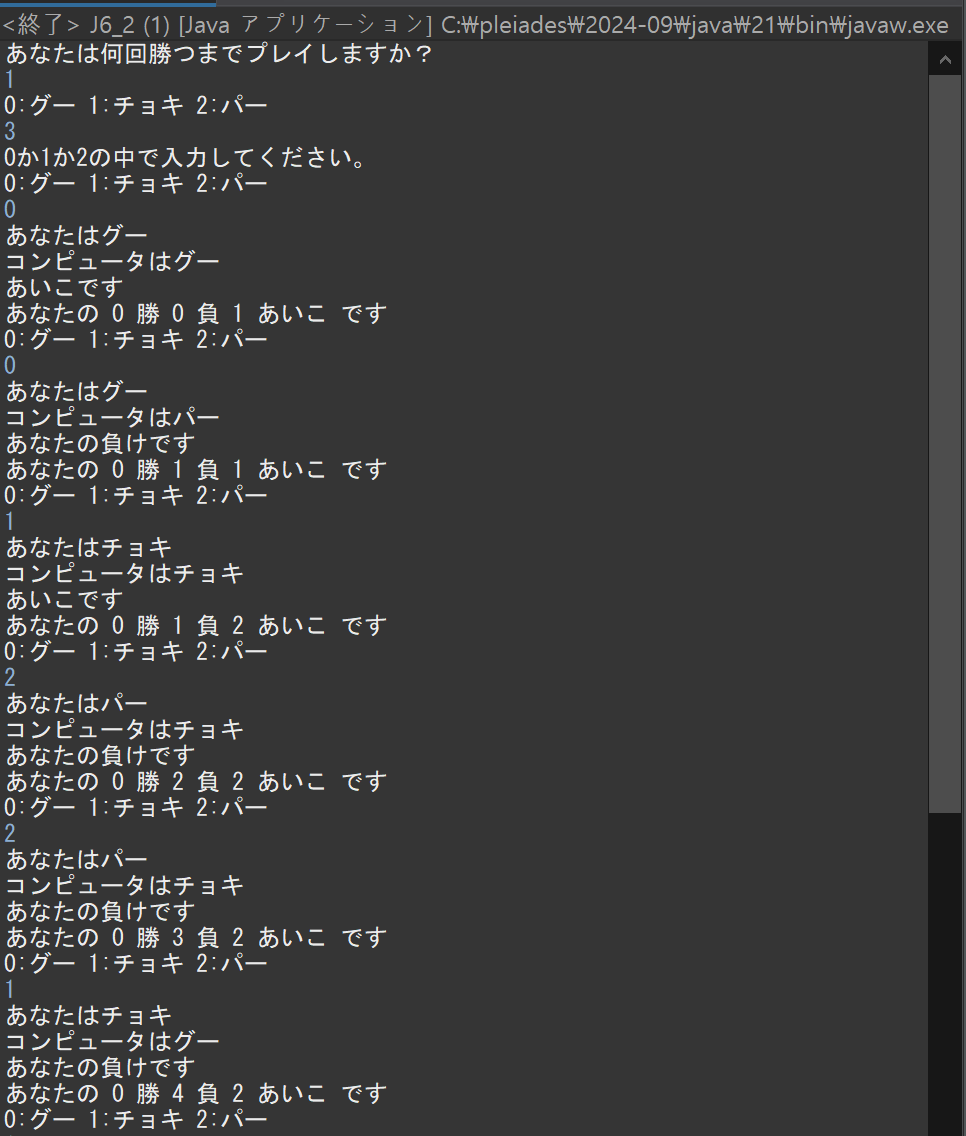 <終了> J6_2 (1) [Java アプリケーション] C:₩pleiades₩2024-09₩java₩21₩bin₩javaw.exe
あなたは何回勝つまでプレイしますか？
1
0:グー 1:チョキ 2:パー
3
0か1か2の中で入力してください。
0:グー 1:チョキ 2:パー
0
あなたはグー
コンピュータはグー
あいこです
あなたの 0 勝 0 負 1 あいこ です
0:グー 1:チョキ 2:パー
0
あなたはグー
コンピュータはパー
あなたの負けです
あなたの 0 勝 1 負 1 あいこ です
0:グー 1:チョキ 2:パー
1
あなたはチョキ
コンピュータはチョキ
あいこです
あなたの 0 勝 1 負 2 あいこ です
0:グー 1:チョキ 2:パー
2
あなたはパー
コンピュータはチョキ
あなたの負けです
あなたの 0 勝 2 負 2 あいこ です
0:グー 1:チョキ 2:パー
2
あなたはパー
コンピュータはチョキ
あなたの負けです
あなたの 0 勝 3 負 2 あいこ です
0:グー 1:チョキ 2:パー
1
あなたはチョキ
コンピュータはグー
あなたの負けです
あなたの 0 勝 4 負 2 あいこ です
0:グー 1:チョキ 2:パー